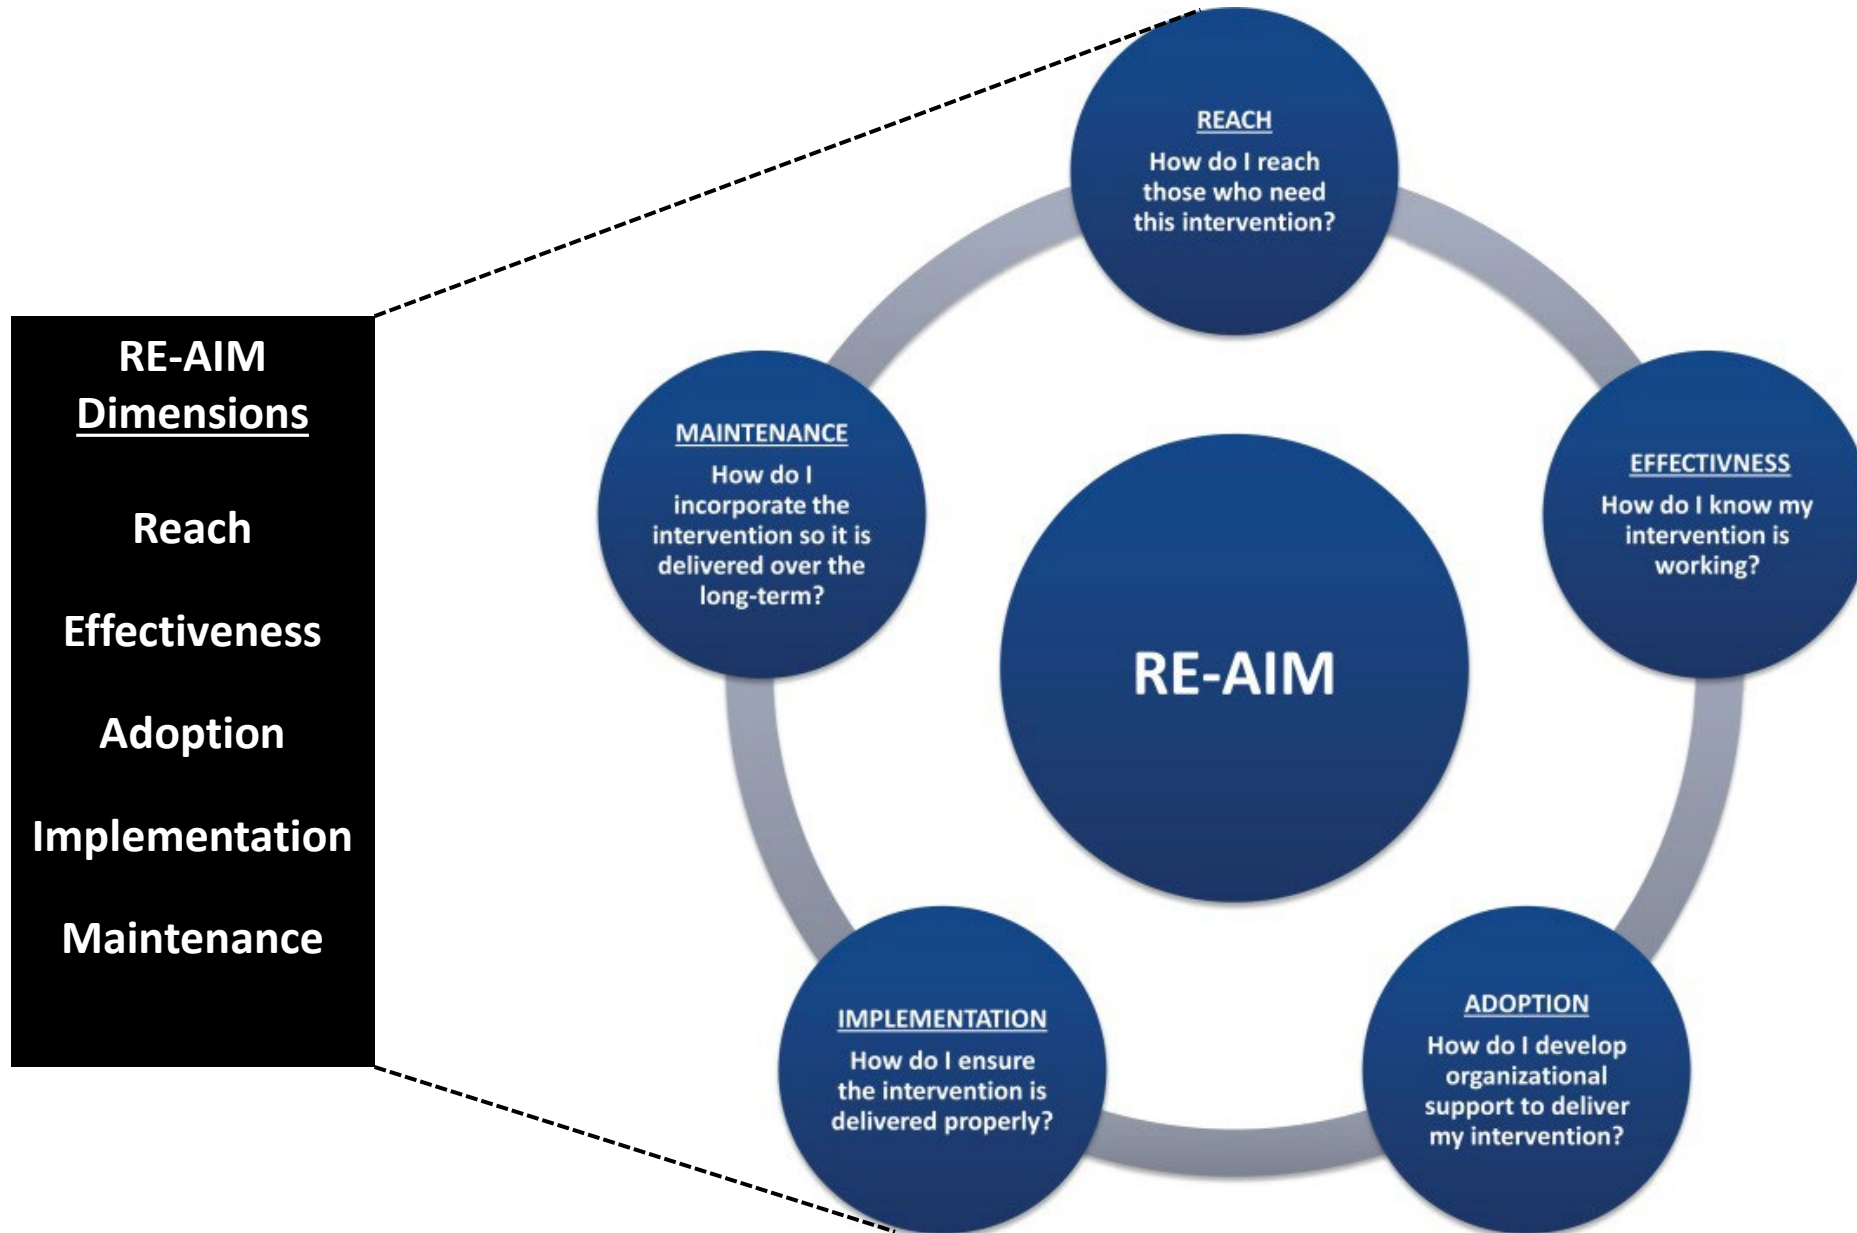 RE-AIM
Dimensions
Reach
Effectiveness
Adoption
Implementation
Maintenance
REACH
How do I reach
those who need
this intervention?
EFFECTIVNESS
How do I know my
intervention is
working?
ADOPTION
How do I develop
organizational
support to deliver
my intervention?
IMPLEMENTATION
How do I ensure
the intervention is
delivered properly?
MAINTENANCE
How do I
incorporate the
intervention so it is
delivered over the
long-term?
RE-AIM